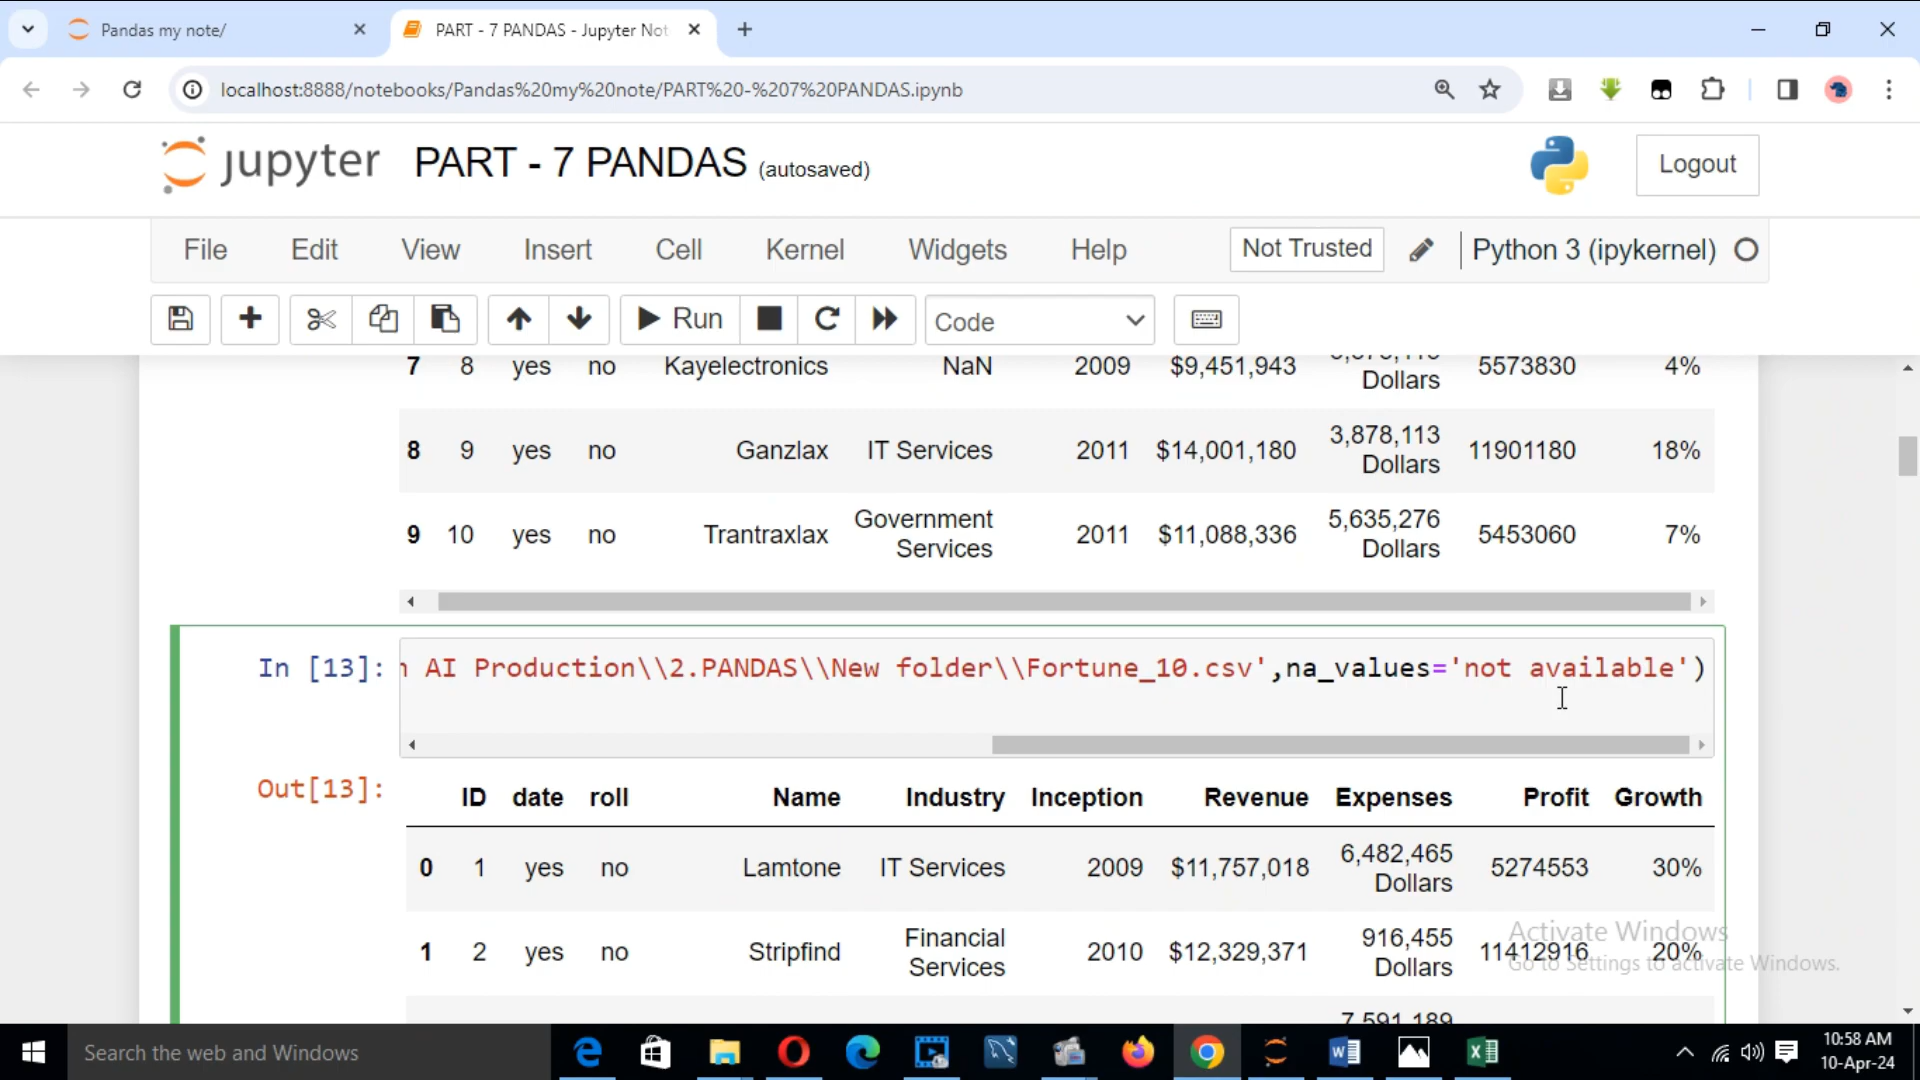 Pandas my note/
PART - 7 PANDAS - Jupyter Not
localhost:8888/notebooks/Pandas%20my%20note/PART%20-%207%20PANDAS.ipynb
jupyter PART - 7 PANDAS (autosaved)
Logout
File Edit View Insert Cell Kernel Widgets Help Not Trusted Python 3 (ipykernel)
Run Code
7 8 yes no Kayelectronics NaN 2009 $9,451,943 Dollars 5573830 4%
8 9 yes no Ganzlax IT Services 2011 $14,001,180 3,878,113 Dollars 11901180 18%
9 10 yes no Trantraxlax Government Services 2011 $11,088,336 5,635,276 Dollars 5453060 7%
In [13]: AI Production\\2.PANDAS\\New folder\\Fortune_10.csv',na_values='not available')
Out[13]:
ID date roll Name Industry Inception Revenue Expenses Profit Growth
0 1 yes no Lamtone IT Services 2009 $11,757,018 6,482,465 Dollars 5274553 30%
1 2 yes no Stripfind Financial Services 2010 $12,329,371 916,455 Dollars 11412916 20%
7,591,189
Activate Windows
Go to Settings to activate Windows.
Search the web and Windows
10:58 AM
10-Apr-24